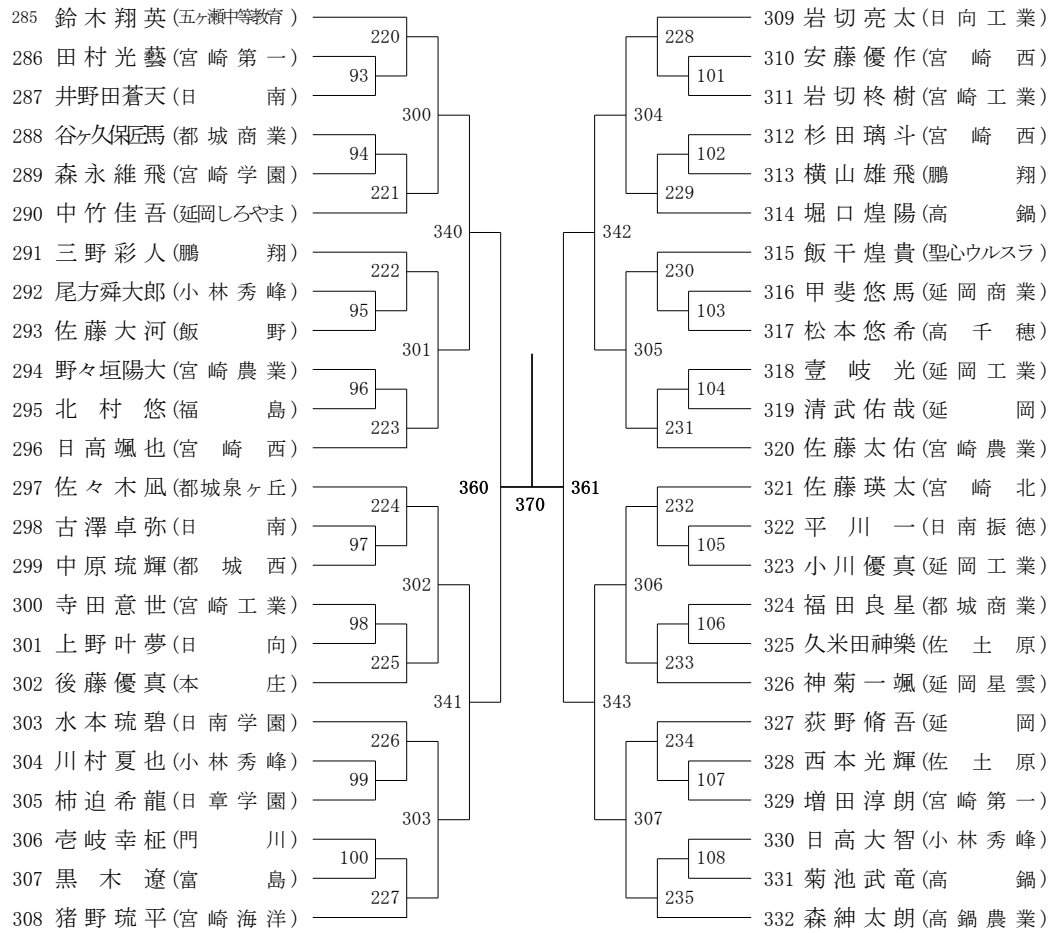 285 鈴木翔英(五ヶ瀬中等教育)
286 田村光藝(宮崎第一)
287 井野田蒼天(日南)
288 谷ヶ久保匠馬(都城商業)
289 森永維飛(宮崎学園)
290 中竹佳吾(延岡しろやま)
291 三野彩人(鵬翔)
292 尾方舜大郎(小林秀峰)
293 佐藤大河(飯野)
294 野々垣陽大(宮崎農業)
295 北村悠(福島)
296 日高颯也(宮崎西)
297 佐々木凪(都城泉ヶ丘)
298 古澤卓弥(日南)
299 中原琉輝(都城西)
300 寺田意世(宮崎工業)
301 上野叶夢(日向)
302 後藤優真(本庄)
303 水本琉碧(日南学園)
304 川村夏也(小林秀峰)
305 柿迫希龍(日章学園)
306 壱岐幸柾(門川)
307 黒木遼(富島)
308 猪野琉平(宮崎海洋)
220
93
300
94
221
340
222
95
301
96
223
360
224
97
302
98
225
341
226
99
303
100
227
370
361
228
101
304
102
229
342
230
103
305
104
231
232
105
306
106
233
343
234
107
307
108
235
309 岩切亮太(日向工業)
310 安藤優作(宮崎西)
311 岩切柊樹(宮崎工業)
312 杉田璃斗(宮崎西)
313 横山雄飛(鵬翔)
314 堀口煌陽(高鍋)
315 飯干煌貴(聖心ウルスラ)
316 甲斐悠馬(延岡商業)
317 松本悠希(高千穂)
318 壹岐光(延岡工業)
319 清武佑哉(延岡)
320 佐藤太佑(宮崎農業)
321 佐藤瑛太(宮崎北)
322 平川一(日南振徳)
323 小川優真(延岡工業)
324 福田良星(都城商業)
325 久米田神樂(佐土原)
326 神菊一颯(延岡星雲)
327 荻野脩吾(延岡)
328 西本光輝(佐土原)
329 増田淳朗(宮崎第一)
330 日高大智(小林秀峰)
331 菊池武竜(高鍋)
332 森紳太朗(高鍋農業)